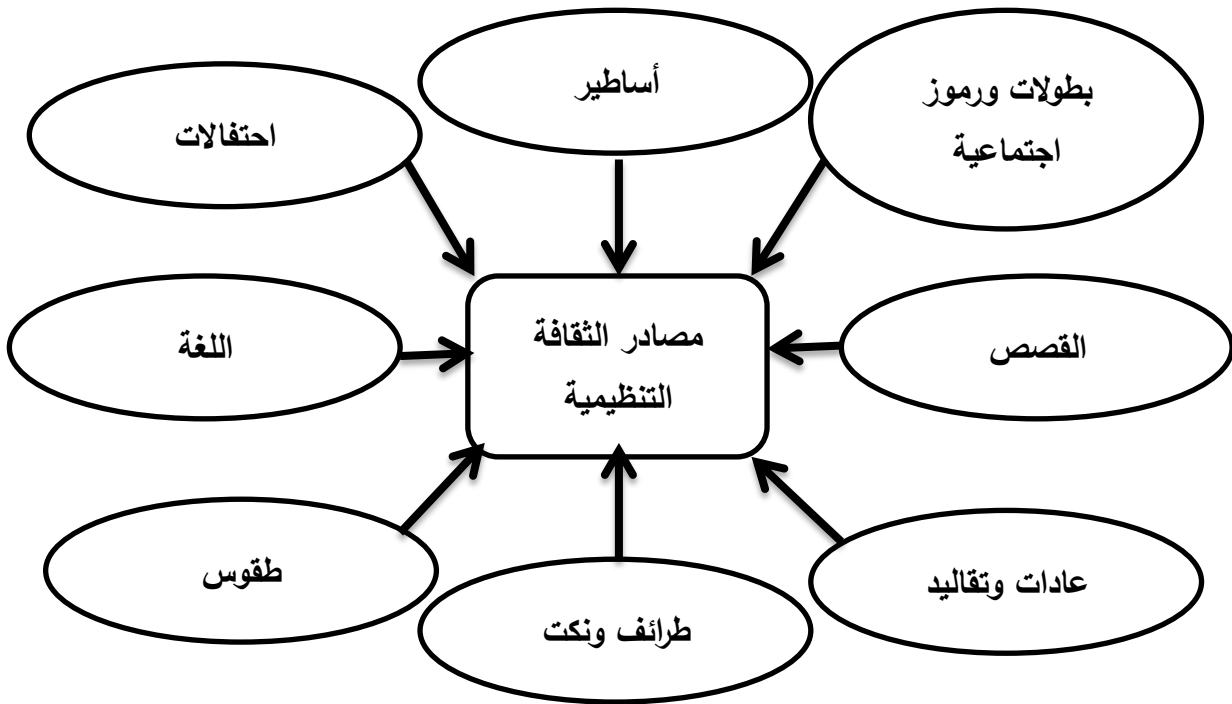 أساطير
بطولات ورموز
اجتماعية
احتفالات
مصادر الثقافة
التنظيمية
القصص
اللغة
عادات وتقاليد
طرائف ونكت
طقوس